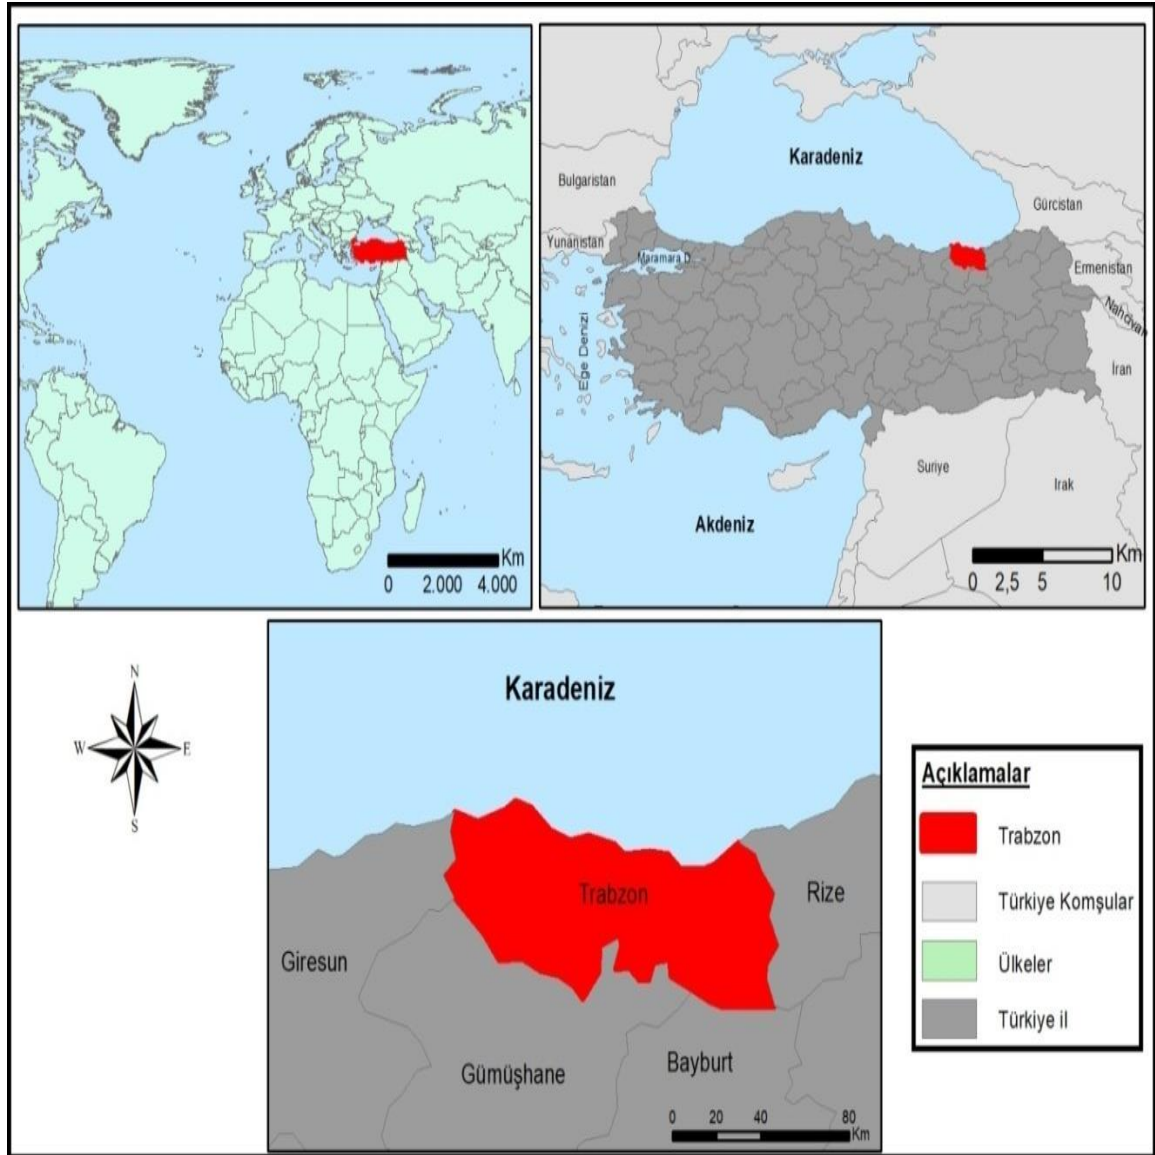 Km
0 2.000 4.000
Karadeniz
Bulgaristan
Gürcistan
Yunanistan
Maramara D
Ermenistan
Nahcivan
Ege Denizi
İran
Suriye
Irak
Akdeniz
Km
0 2,5 5 10
N
W E
S
Karadeniz
Trabzon
Rize
Giresun
Gümüşhane
Bayburt
0 20 40 80
Km
Açıklamalar
Trabzon
Türkiye Komşular
Ülkeler
Türkiye il